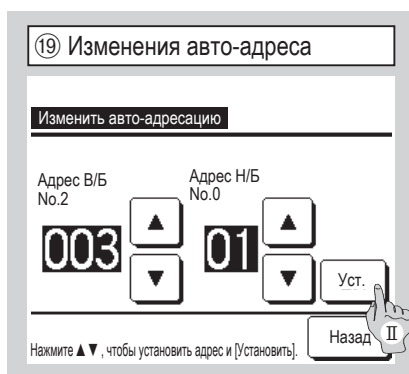 ⑲ Изменения авто-адреса
Изменить авто-адресацию
Адрес В/Б
No.2
Адрес Н/Б
No.0
003
▲
▼
01
▲
▼
Уст.
Назад
II
Нажмите ▲▼, чтобы установить адрес и [Установить].